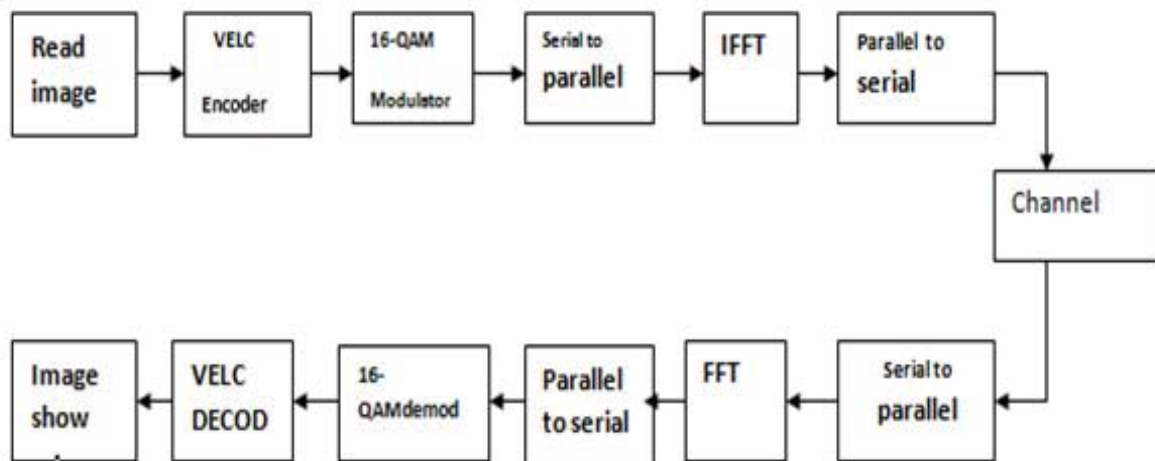 Read
image
VELC
Encoder
16-QAM
Modulator
Serial to
parallel
IFFT
Parallel to
serial
Channel
Serial to
parallel
FFT
Parallel
to serial
16-
QAMdemod
VELC
DECOD
Image
show